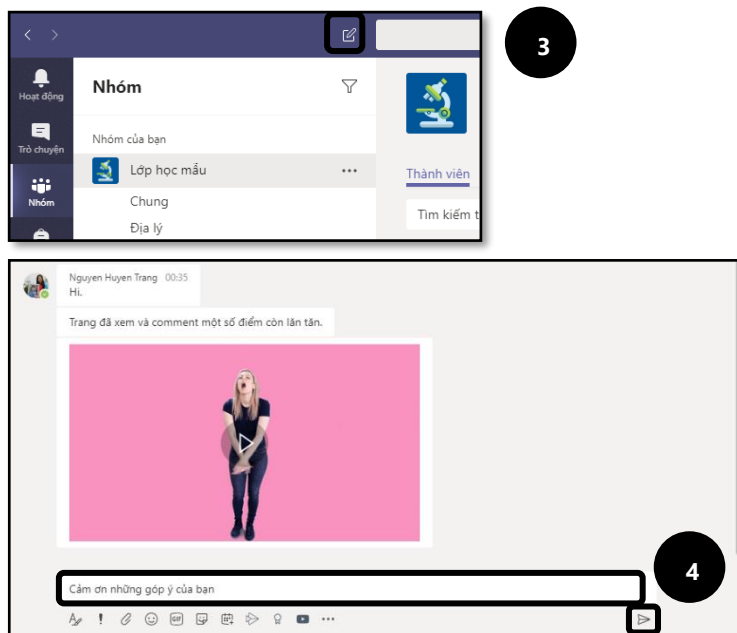 3
Hoạt động
Nhóm
Nhóm của bạn
Trò chuyện
Lớp học mẫu
Thành viên
Nhóm
Chung
Tìm kiếm t
Địa lý
Nguyen Huyen Trang 00:35
Hi.
Trang đã xem và comment một số điểm còn lăn tăn.
4
Cảm ơn những góp ý của bạn
GIF